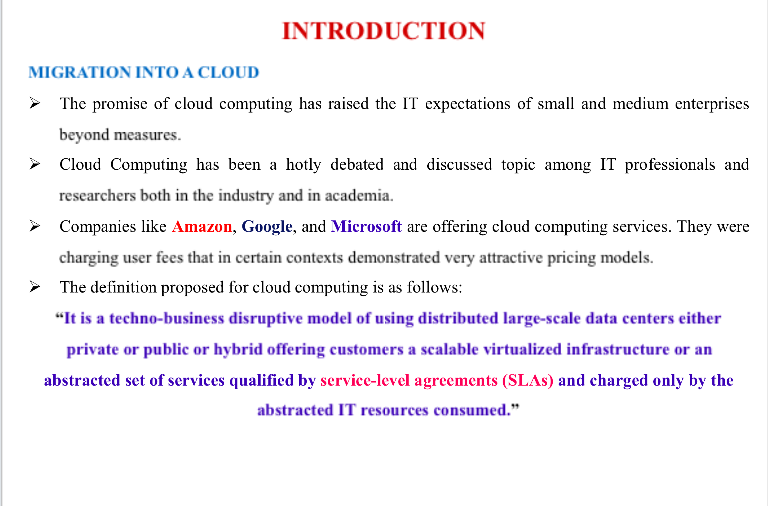 INTRODUCTION
MIGRATION INTO A CLOUD
➢ The promise of cloud computing has raised the IT expectations of small and medium enterprises
beyond measures.
➢ Cloud Computing has been a hotly debated and discussed topic among IT professionals and
researchers both in the industry and in academia.
➢ Companies like Amazon, Google, and Microsoft are offering cloud computing services. They were
charging user fees that in certain contexts demonstrated very attractive pricing models.
➢ The definition proposed for cloud computing is as follows:
“It is a techno-business disruptive model of using distributed large-scale data centers either
private or public or hybrid offering customers a scalable virtualized infrastructure or an
abstracted set of services qualified by service-level agreements (SLAs) and charged only by the
abstracted IT resources consumed.”